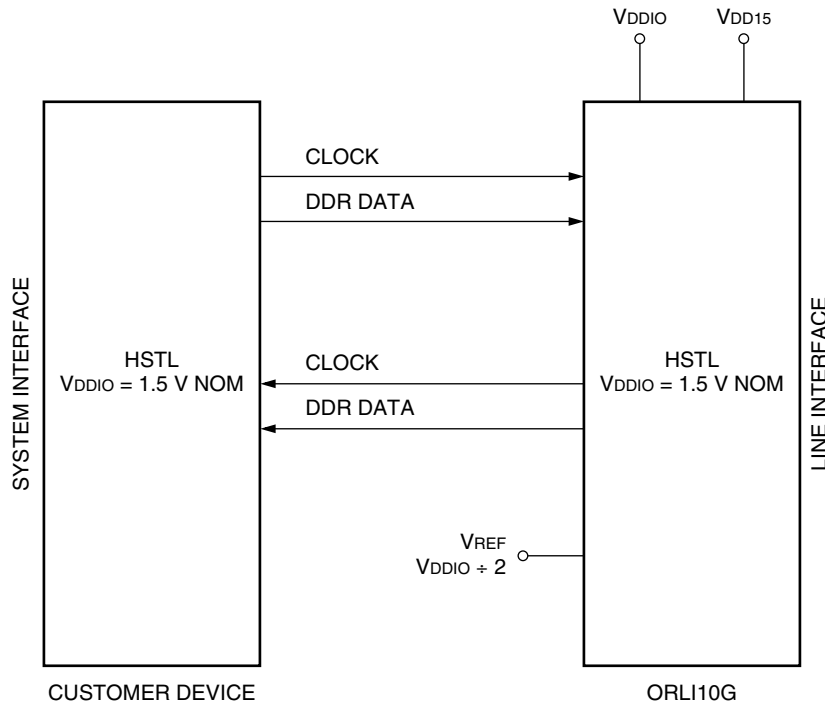 VDDIO
VDD15
CLOCK
DDR DATA
SYSTEM INTERFACE
HSTL
VDDIO = 1.5 V NOM
CLOCK
DDR DATA
HSTL
VDDIO = 1.5 V NOM
LINE INTERFACE
VREF
VDDIO ÷ 2
CUSTOMER DEVICE
ORLI10G